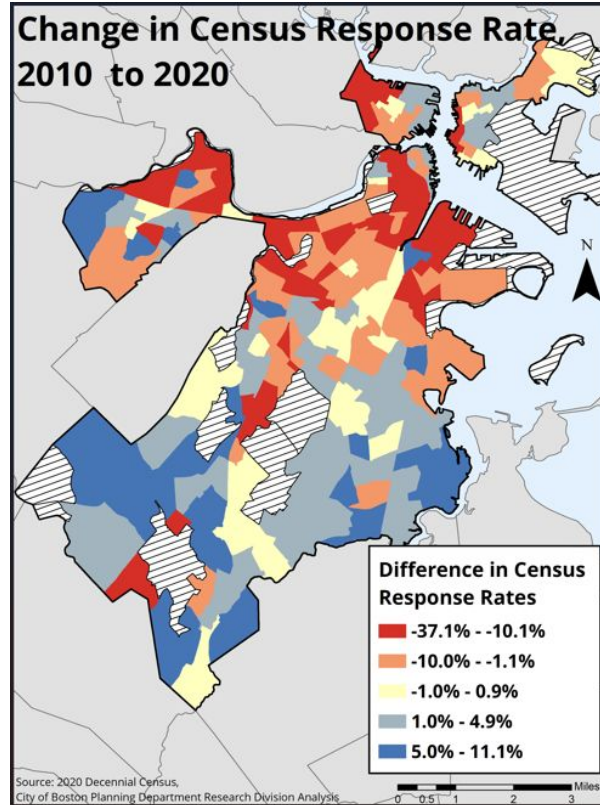 Change in Census Response Rate,
2010 to 2020
N
Difference in Census
Response Rates
-37.1% - -10.1%
-10.0% - -1.1%
-1.0% - 0.9%
1.0% - 4.9%
5.0% - 11.1%
Source: 2020 Decennial Census,
City of Boston Planning Department Research Division Analysis
Miles
0 0.5 1 2 3